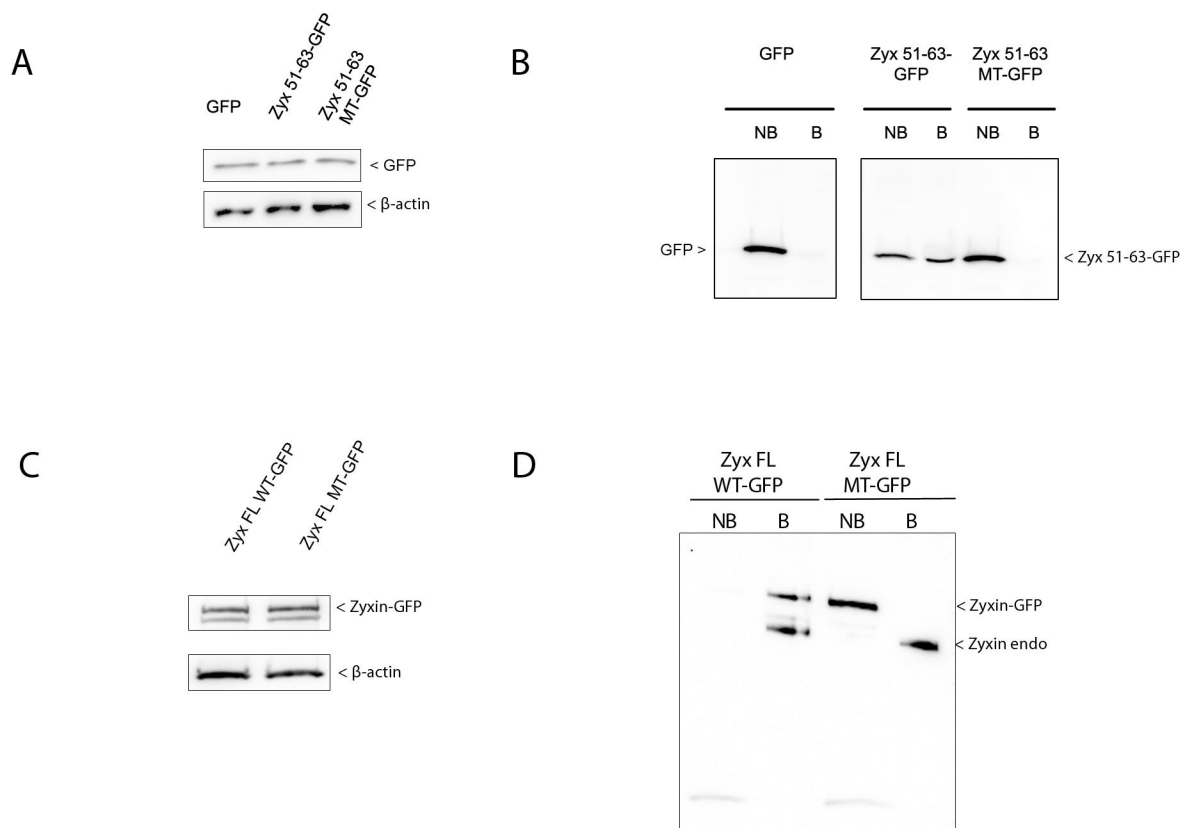 A
GFP
Zyx 51-63-GFP
Zyx 51-63
MT-GFP
< GFP
< β-actin
B
GFP
Zyx 51-63-
GFP
Zyx 51-63
MT-GFP
NB B
NB B NB B
GFP >
< Zyx 51-63-GFP
C
Zyx FL WT-GFP
Zyx FL MT-GFP
< Zyxin-GFP
< β-actin
D
Zyx FL
WT-GFP
Zyx FL
MT-GFP
NB B NB B
< Zyxin-GFP
< Zyxin endo